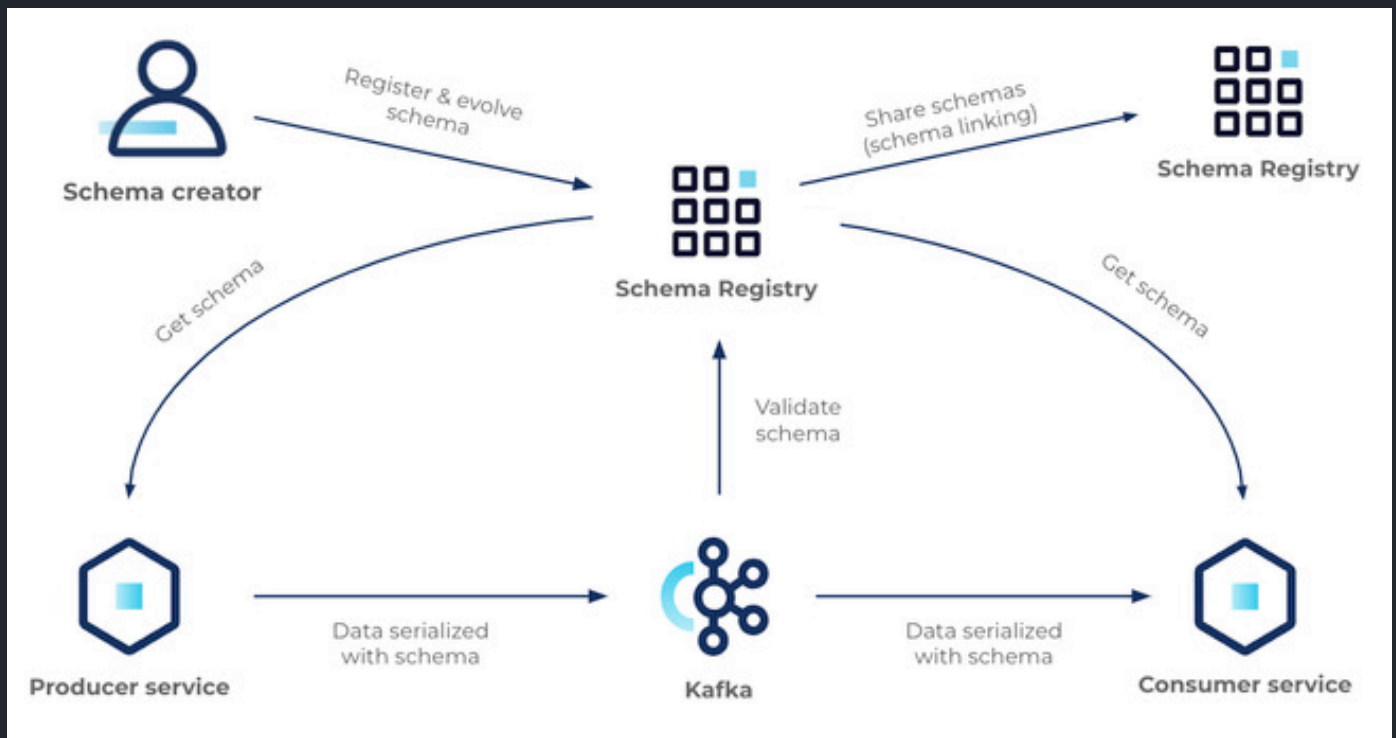 Register & evolve
schema
Share schemas
(schema linking)
Schema creator
Schema Registry
Schema Registry
Get schema
Get schema
Validate
schema
Data serialized
with schema
Data serialized
with schema
Producer service
Kafka
Consumer service